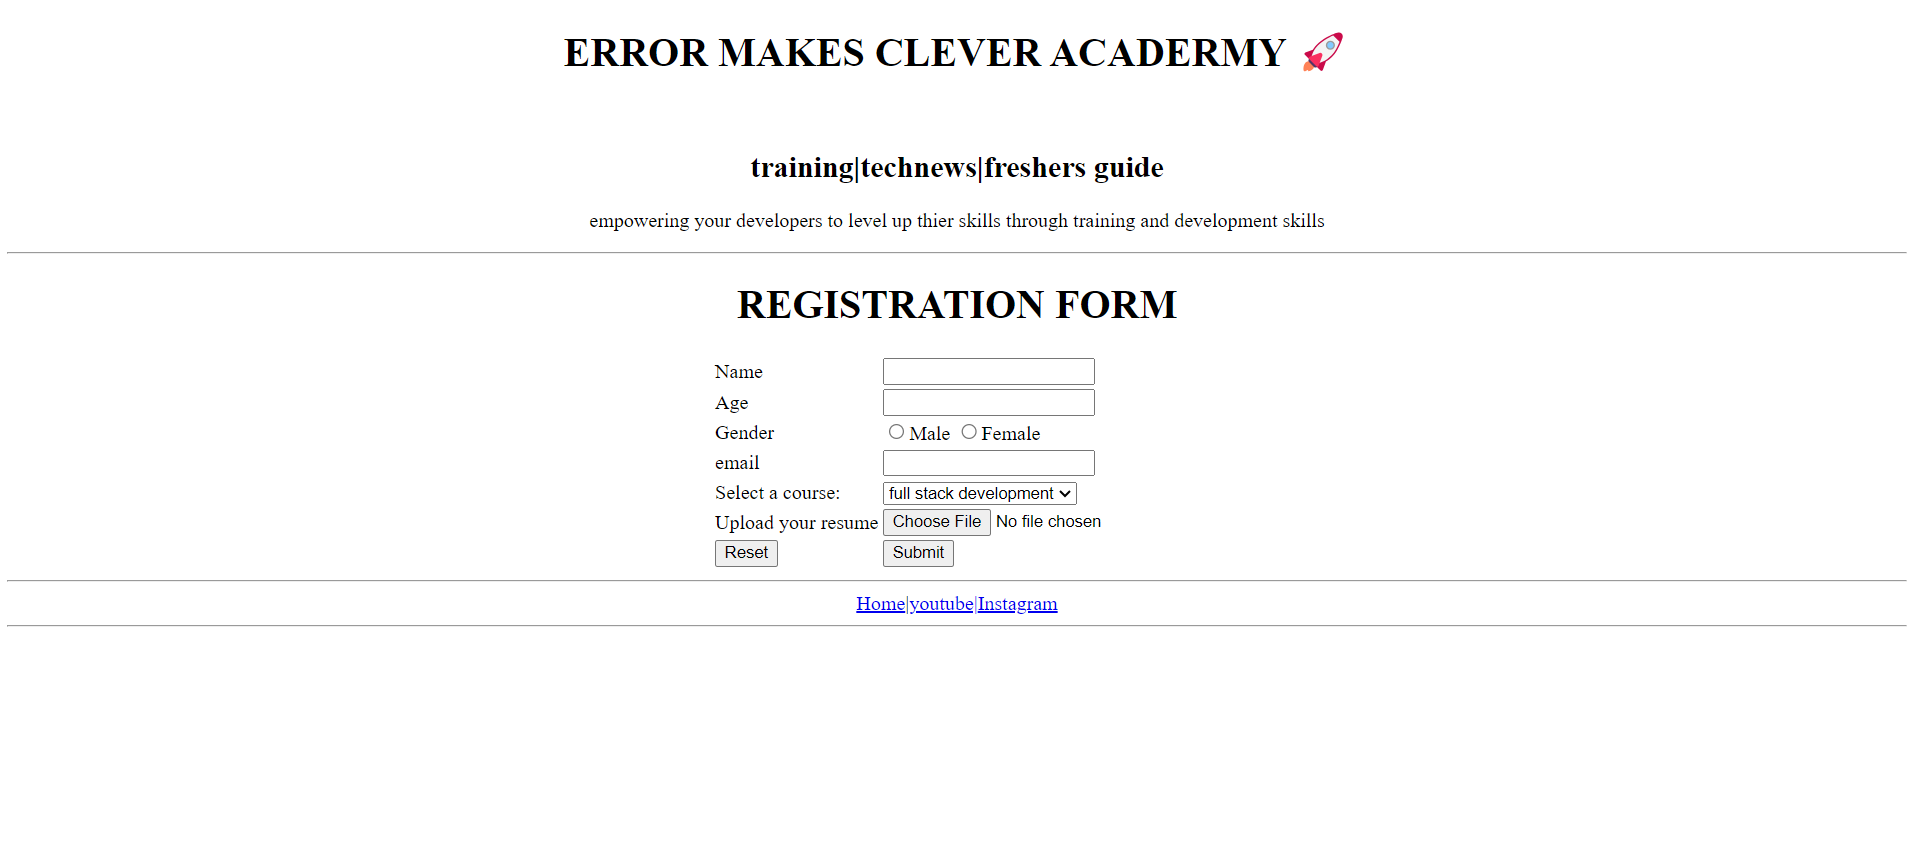 ERROR MAKES CLEVER ACADERMY 🚀
training|technews|freshers guide
empowering your developers to level up thier skills through training and development skills
REGISTRATION FORM
Name
Age
Gender Male Female
email
Select a course: full stack development
Upload your resume Choose File No file chosen
Reset Submit
Home|youtube|Instagram